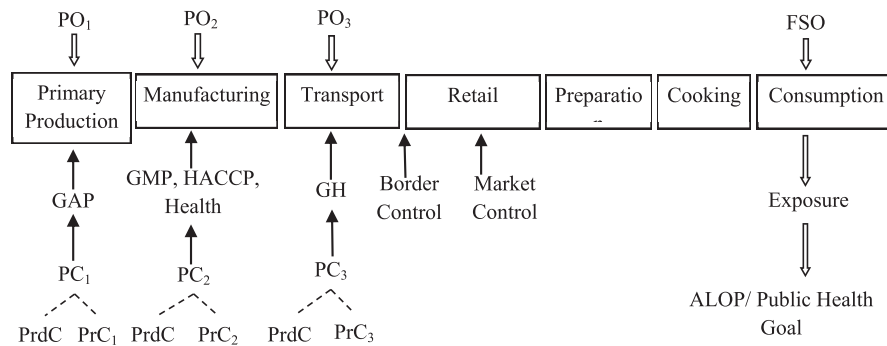 PO₁
PO₂
PO₃
FSO
Primary
Production
Manufacturing
Transport
Retail
Preparatio
--
Cooking
Consumption
GAP
GMP, HACCP,
Health
GH
Border
Control
Market
Control
Exposure
PC₁
PC₂
PC₃
ALOP/ Public Health
Goal
PrdC
PrC₁
PrdC
PrC₂
PrdC
PrC₃